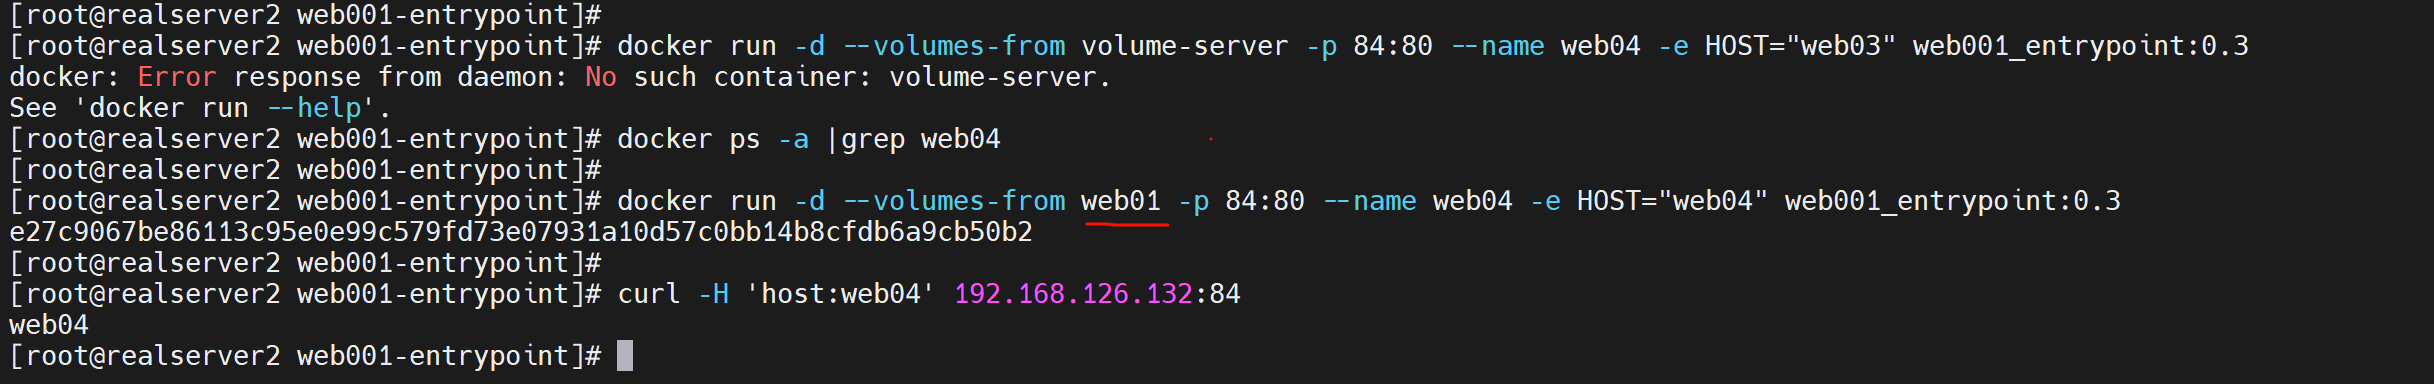 [root@realserver2 web001-entrypoint]#
[root@realserver2 web001-entrypoint]# docker run -d --volumes-from volume-server -p 84:80 --name web04 -e HOST="web03" web001_entrypoint:0.3
docker: Error response from daemon: No such container: volume-server.
See 'docker run --help'.
[root@realserver2 web001-entrypoint]# docker ps -a |grep web04
[root@realserver2 web001-entrypoint]#
[root@realserver2 web001-entrypoint]# docker run -d --volumes-from web01 -p 84:80 --name web04 -e HOST="web04" web001_entrypoint:0.3
e27c9067be86113c95e0e99c579fd73e07931a10d57c0bb14b8cfdb6a9cb50b2
[root@realserver2 web001-entrypoint]#
[root@realserver2 web001-entrypoint]# curl -H 'host:web04' 192.168.126.132:84
web04
[root@realserver2 web001-entrypoint]#